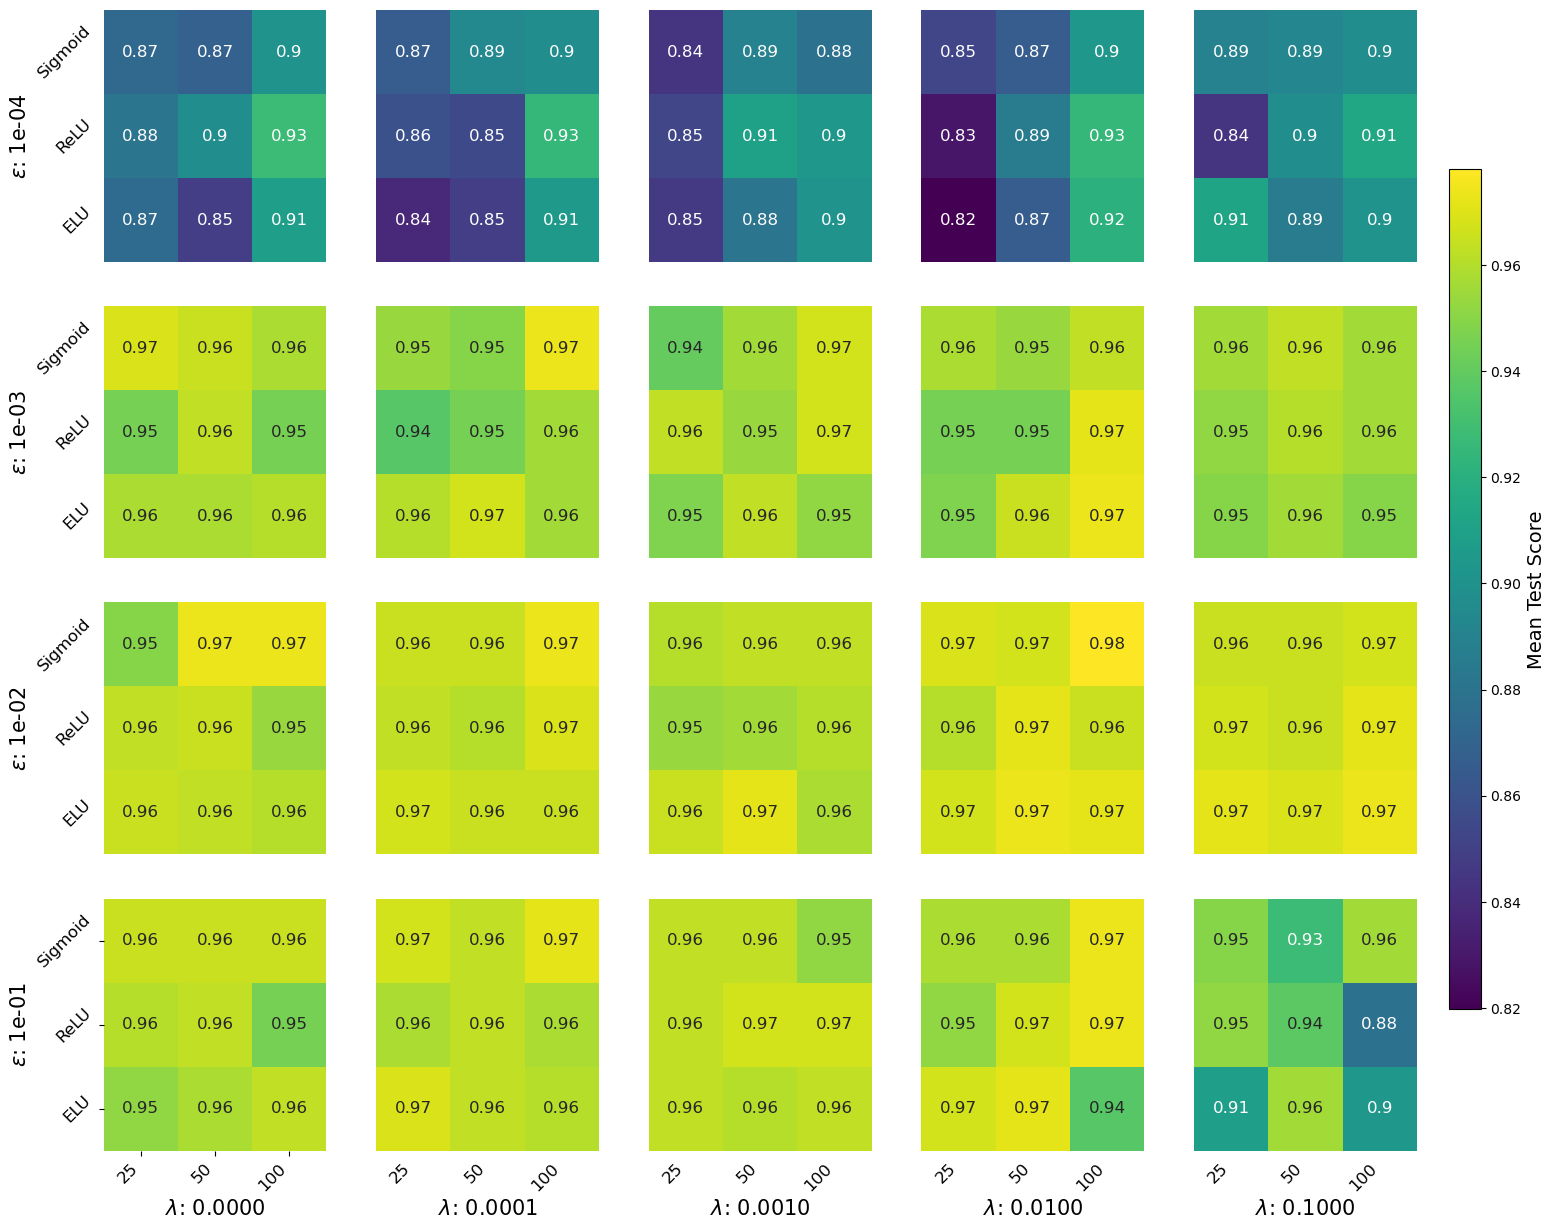 Sigmoid 0.87 0.87 0.9 0.87 0.89 0.9 0.84 0.89 0.88 0.85 0.87 0.9 0.89 0.89 0.9
ε: 1e-04
ReLU 0.88 0.9 0.93 0.86 0.85 0.93 0.85 0.91 0.9 0.83 0.89 0.93 0.84 0.9 0.91
ELU 0.87 0.85 0.91 0.84 0.85 0.91 0.85 0.88 0.9 0.82 0.87 0.92 0.91 0.89 0.9
Sigmoid 0.97 0.96 0.96 0.95 0.95 0.97 0.94 0.96 0.97 0.96 0.95 0.96 0.96 0.96 0.96
ε: 1e-03
ReLU 0.95 0.96 0.95 0.94 0.95 0.96 0.96 0.95 0.97 0.95 0.95 0.97 0.95 0.96 0.96
ELU 0.96 0.96 0.96 0.96 0.97 0.96 0.95 0.96 0.95 0.95 0.96 0.97 0.95 0.96 0.95
Sigmoid 0.95 0.97 0.97 0.96 0.96 0.97 0.96 0.96 0.96 0.97 0.97 0.98 0.96 0.96 0.97
ε: 1e-02
ReLU 0.96 0.96 0.95 0.96 0.96 0.97 0.95 0.96 0.96 0.96 0.97 0.96 0.97 0.96 0.97
ELU 0.96 0.96 0.96 0.97 0.96 0.96 0.96 0.97 0.96 0.97 0.97 0.97 0.97 0.97 0.97
Sigmoid 0.96 0.96 0.96 0.97 0.96 0.97 0.96 0.96 0.95 0.96 0.96 0.97 0.95 0.93 0.96
ε: 1e-01
ReLU 0.96 0.96 0.95 0.96 0.96 0.96 0.96 0.97 0.97 0.95 0.97 0.97 0.95 0.94 0.88
ELU 0.95 0.96 0.96 0.97 0.96 0.96 0.96 0.96 0.96 0.97 0.97 0.94 0.91 0.96 0.9
25 50 100 25 50 100 25 50 100 25 50 100 25 50 100
λ: 0.0000 λ: 0.0001 λ: 0.0010 λ: 0.0100 λ: 0.1000
0.96
0.94
0.92
0.90
0.88
0.86
0.84
0.82
Mean Test Score